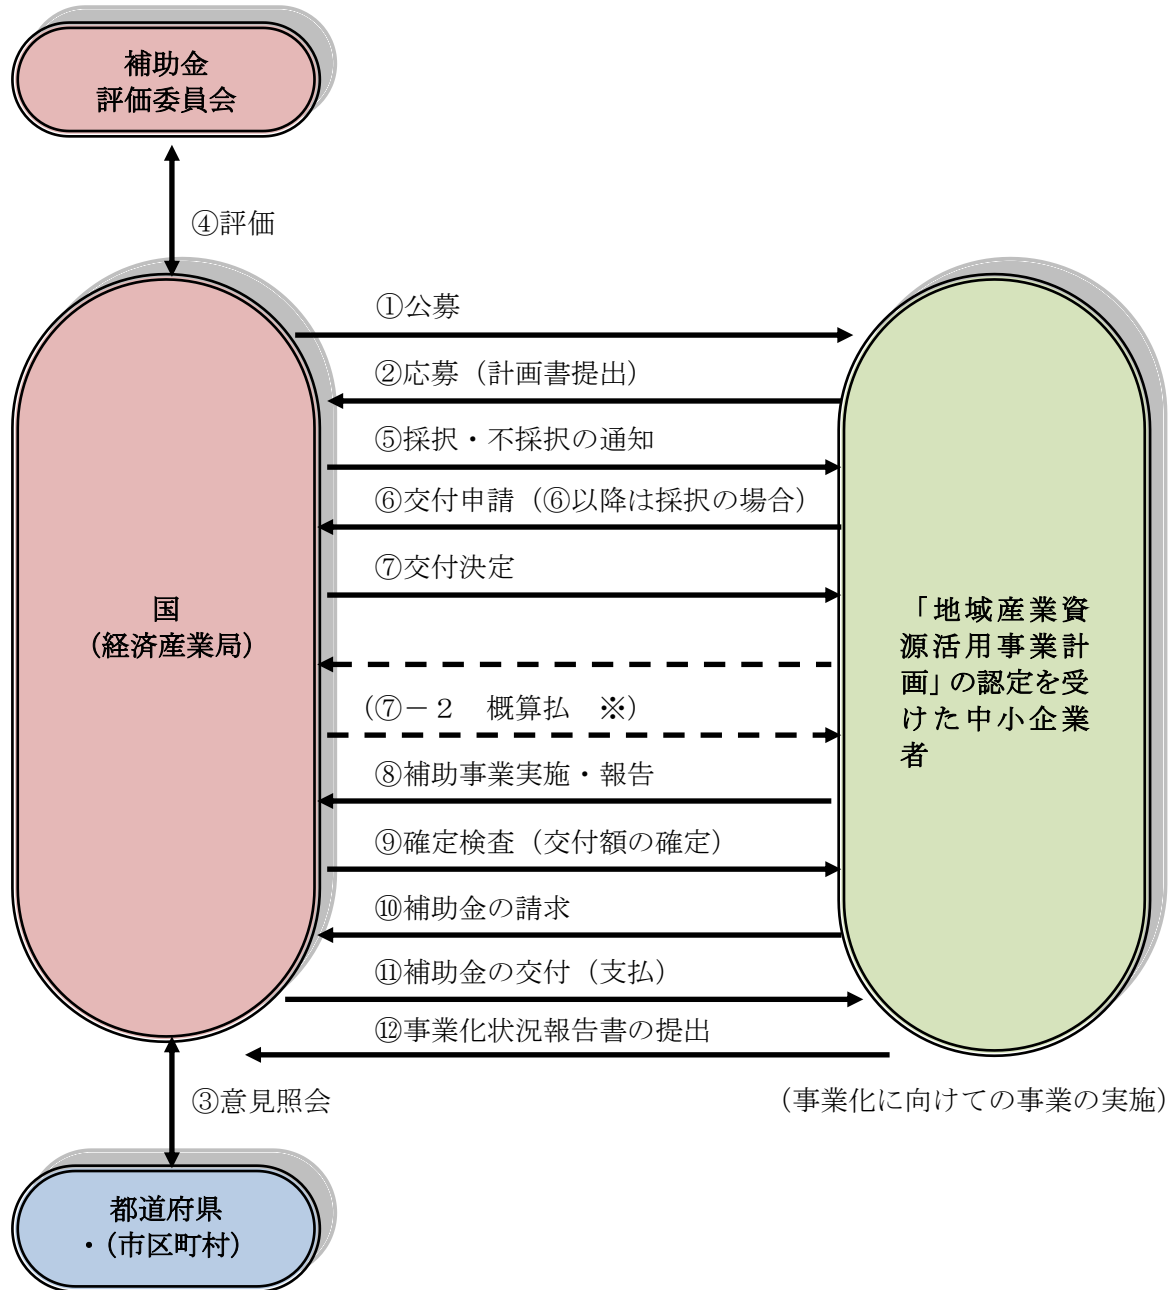 補助金
評価委員会
④評価
①公募
②応募（計画書提出）
⑤採択・不採択の通知
⑥交付申請（⑥以降は採択の場合）
⑦交付決定
国
（経済産業局）
「地域産業資
源活用事業計
画」の認定を受
けた中小企業
者
（⑦－２　概算払　※）
⑧補助事業実施・報告
⑨確定検査（交付額の確定）
⑩補助金の請求
⑪補助金の交付（支払）
⑫事業化状況報告書の提出
③意見照会
（事業化に向けての事業の実施）
都道府県
・（市区町村）